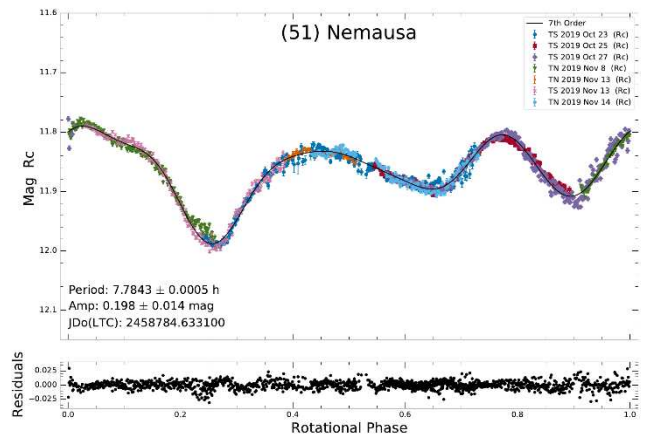 (51) Nemausa
11.6
11.7
11.8
11.9
12.0
12.1
Mag Rc
7th Order
TS 2019 Oct 23 (Rc)
TS 2019 Oct 25 (Rc)
TS 2019 Oct 27 (Rc)
TN 2019 Nov 8 (Rc)
TN 2019 Nov 13 (Rc)
TS 2019 Nov 13 (Rc)
TN 2019 Nov 14 (Rc)
Period: 7.7843 ± 0.0005 h
Amp: 0.198 ± 0.014 mag
JDo(LTC): 2458784.633100
Residuals
0.025
0.000
−0.025
0.0 0.2 0.4 0.6 0.8 1.0
Rotational Phase